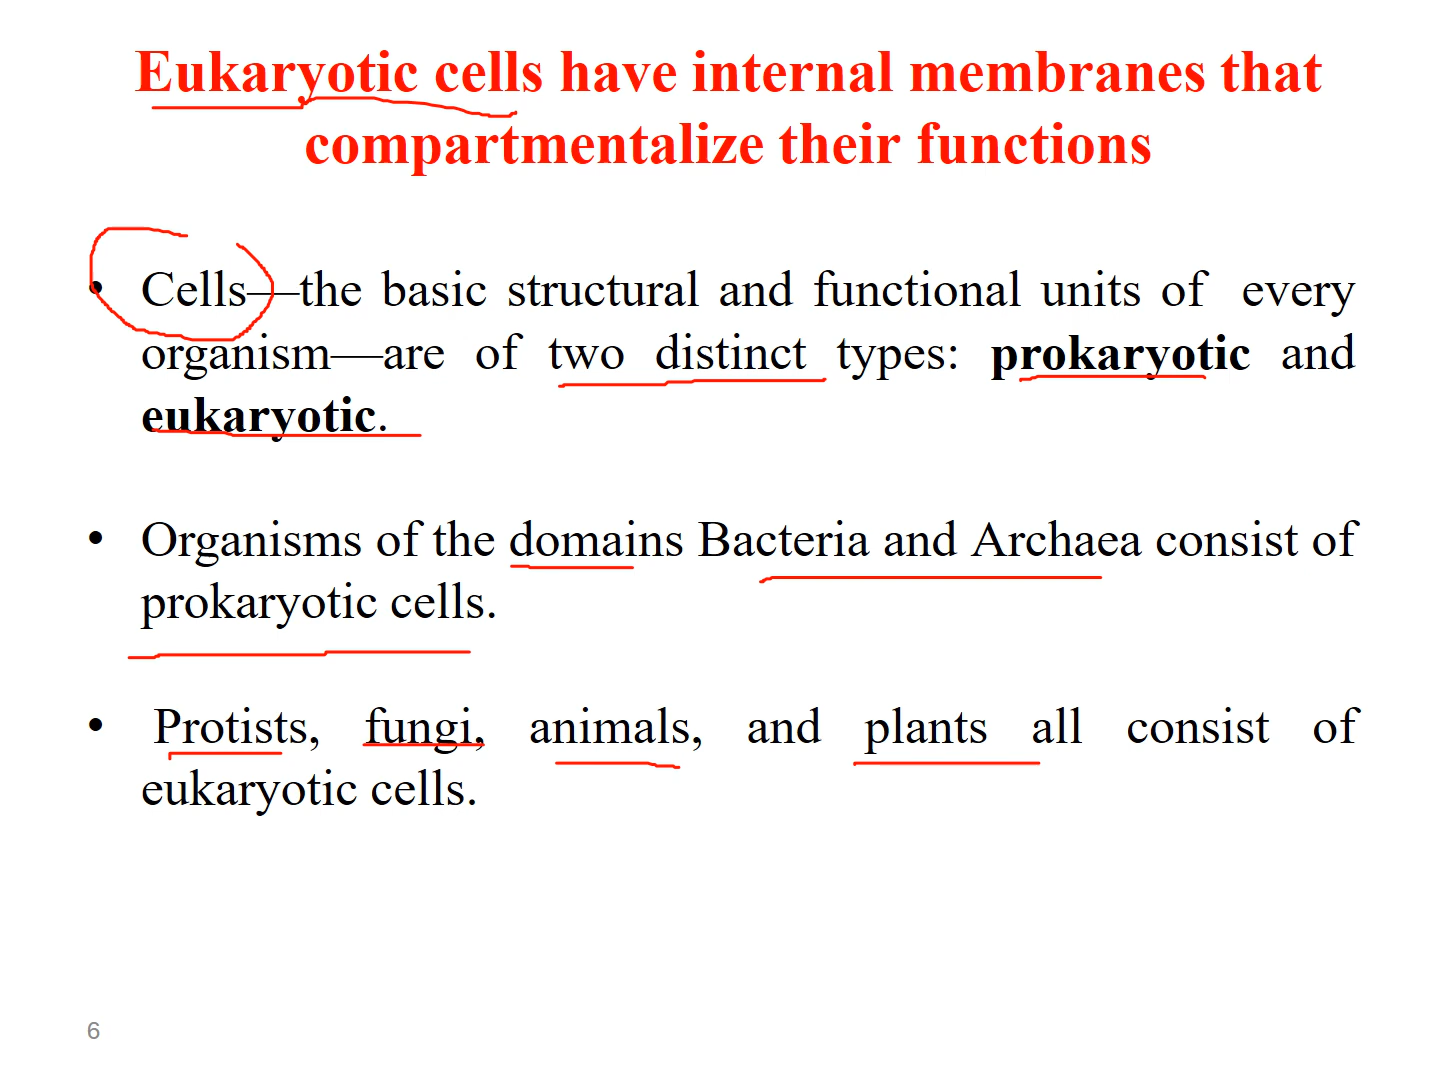 Eukaryotic cells have internal membranes that
compartmentalize their functions
• Cells—the basic structural and functional units of every
organism—are of two distinct types: prokaryotic and
eukaryotic.
• Organisms of the domains Bacteria and Archaea consist of
prokaryotic cells.
• Protists, fungi, animals, and plants all consist of
eukaryotic cells.
6